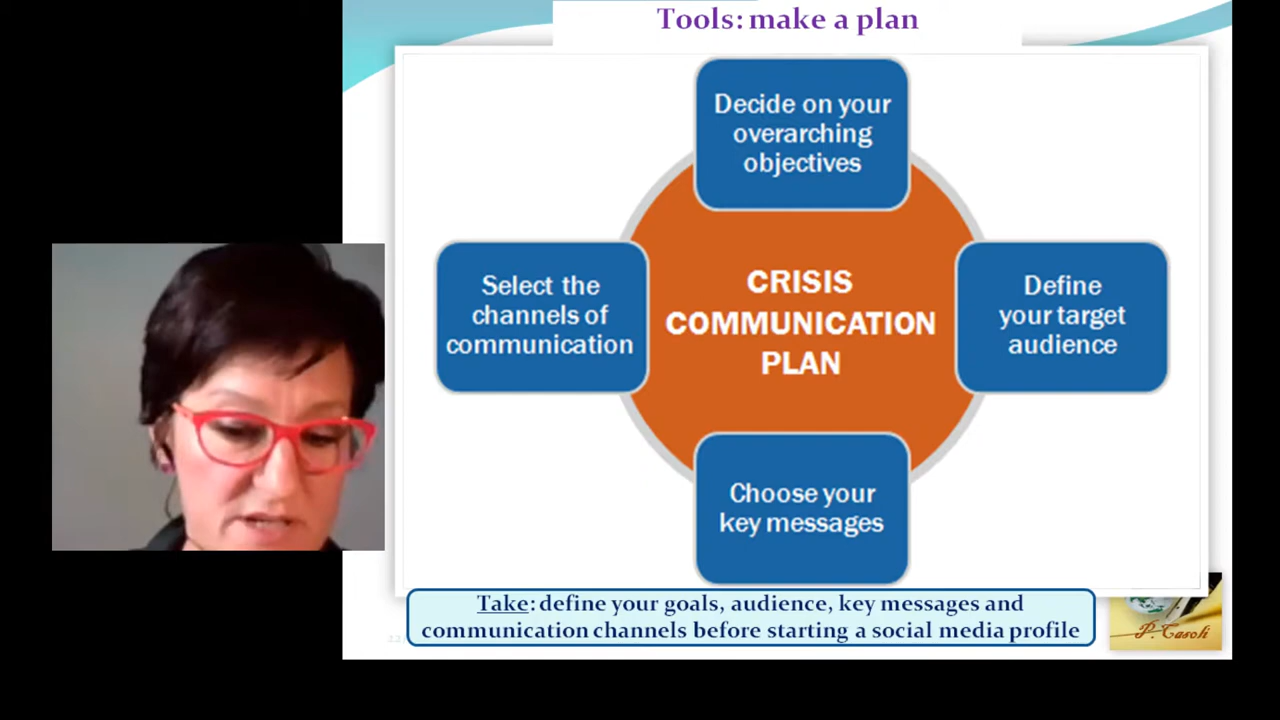 Tools: make a plan
Decide on your
overarching
objectives
Select the
channels of
communication
CRISIS
COMMUNICATION
PLAN
Define
your target
audience
Choose your
key messages
Take: define your goals, audience, key messages and
communication channels before starting a social media profile
P. Casoli